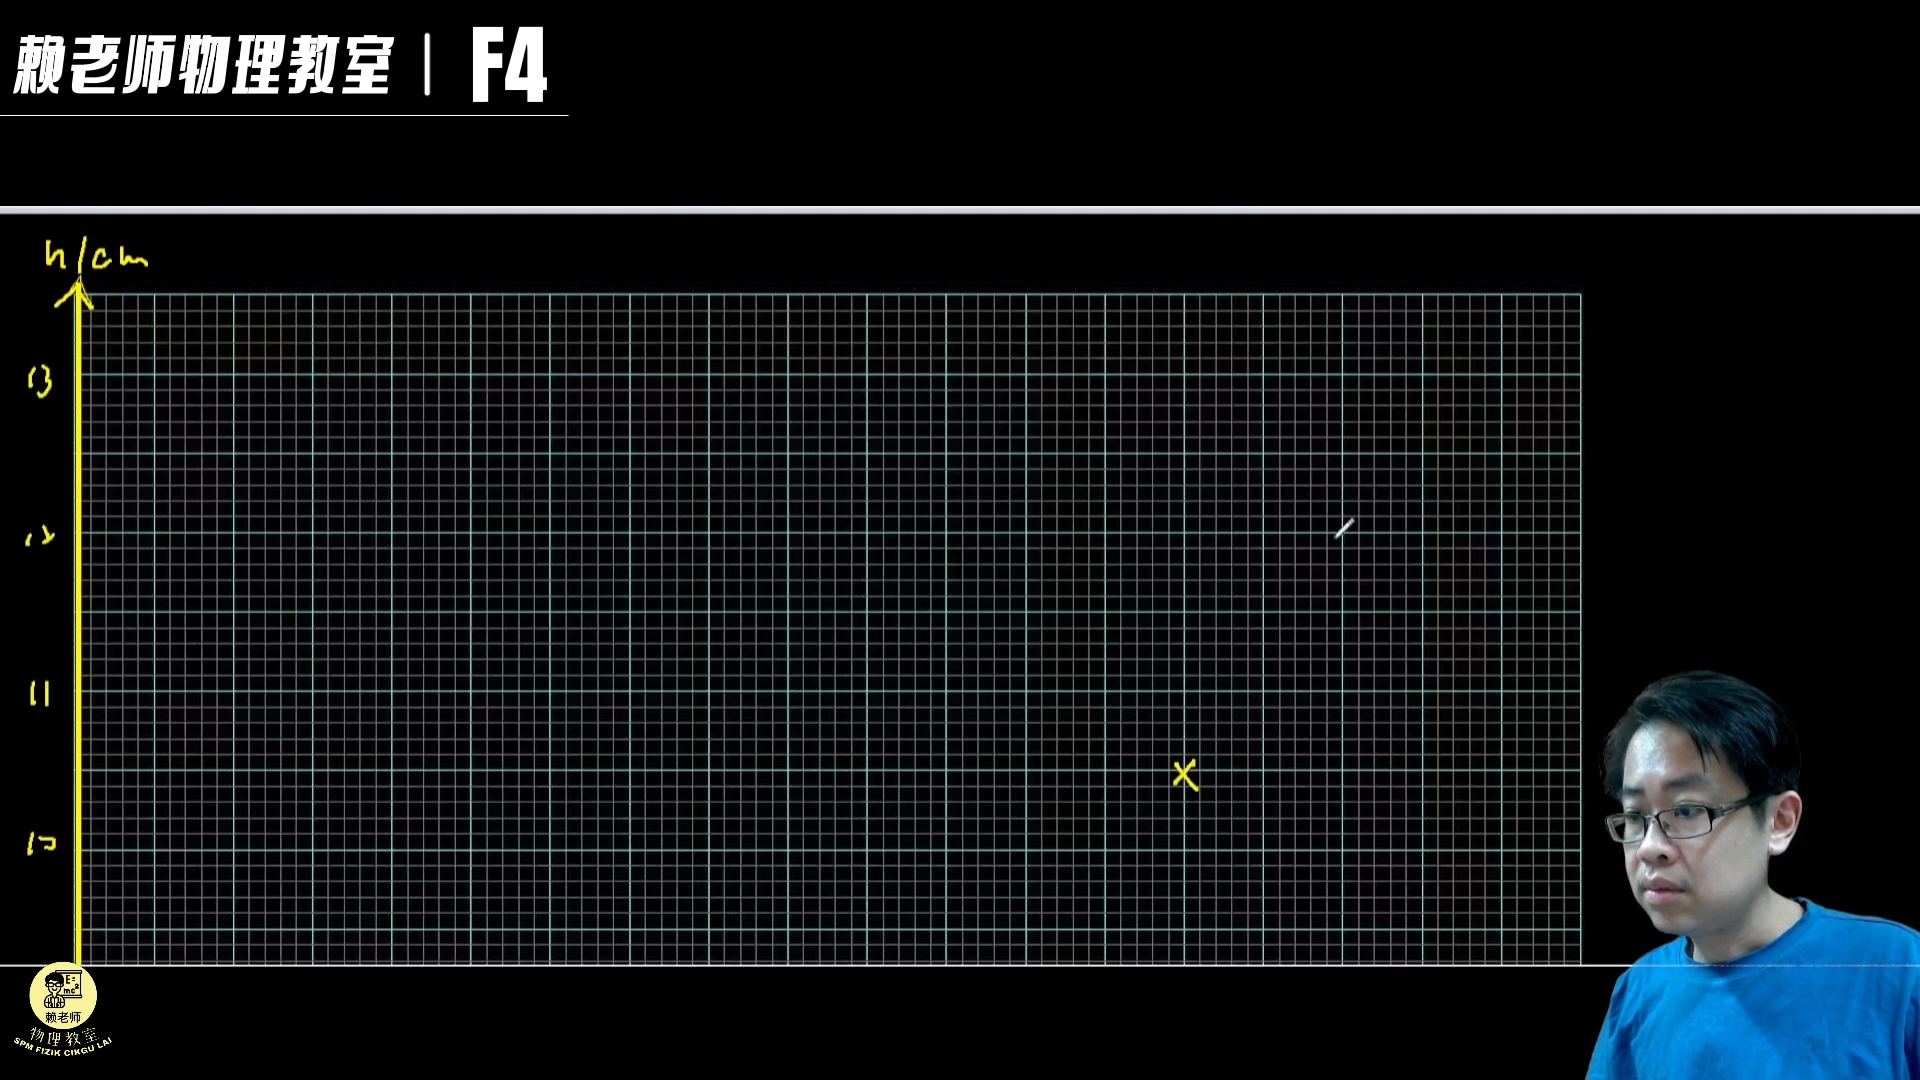 赖老师物理教室 | F4
h/cm
13
12
11
10
E=
mc²
赖老师
物理教室
SPM FIZIK CIKGU LAI